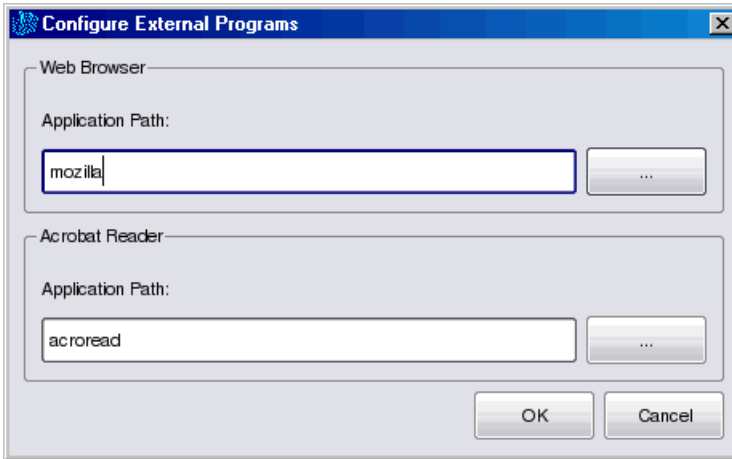 Configure External Programs
Web Browser
Application Path:
mozilla
...
Acrobat Reader
Application Path:
acroread
...
OK
Cancel